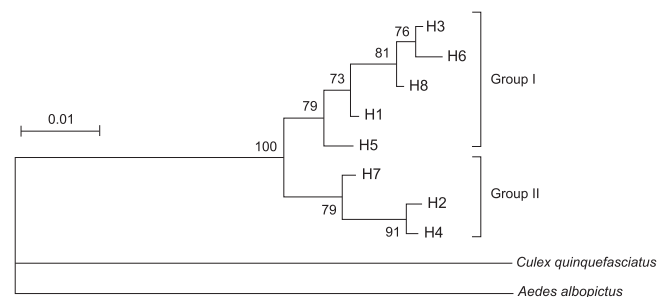 H3
76
H6
81
Group I
73
H8
79
0.01
H1
100
H5
H7
Group II
H2
79
91
H4
Culex quinquefasciatus
Aedes albopictus